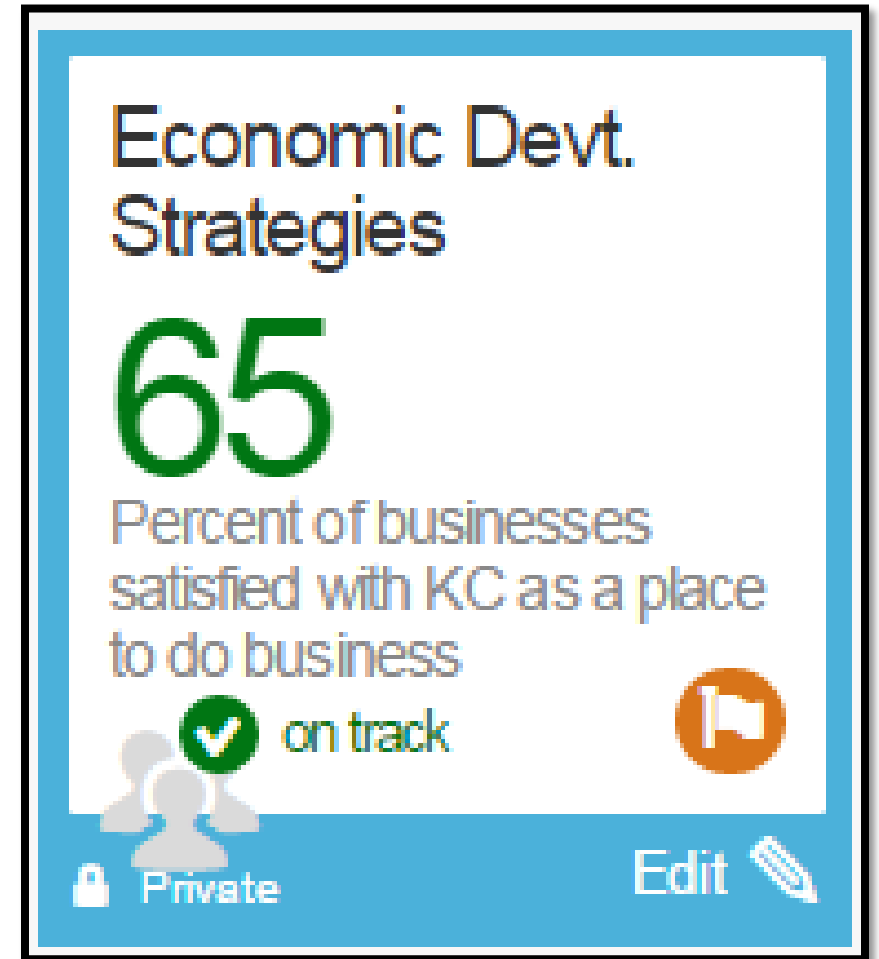 Economic Devt.
Strategies
65
Percent of businesses
satisfied with KC as a place
to do business
on track
Private
Edit